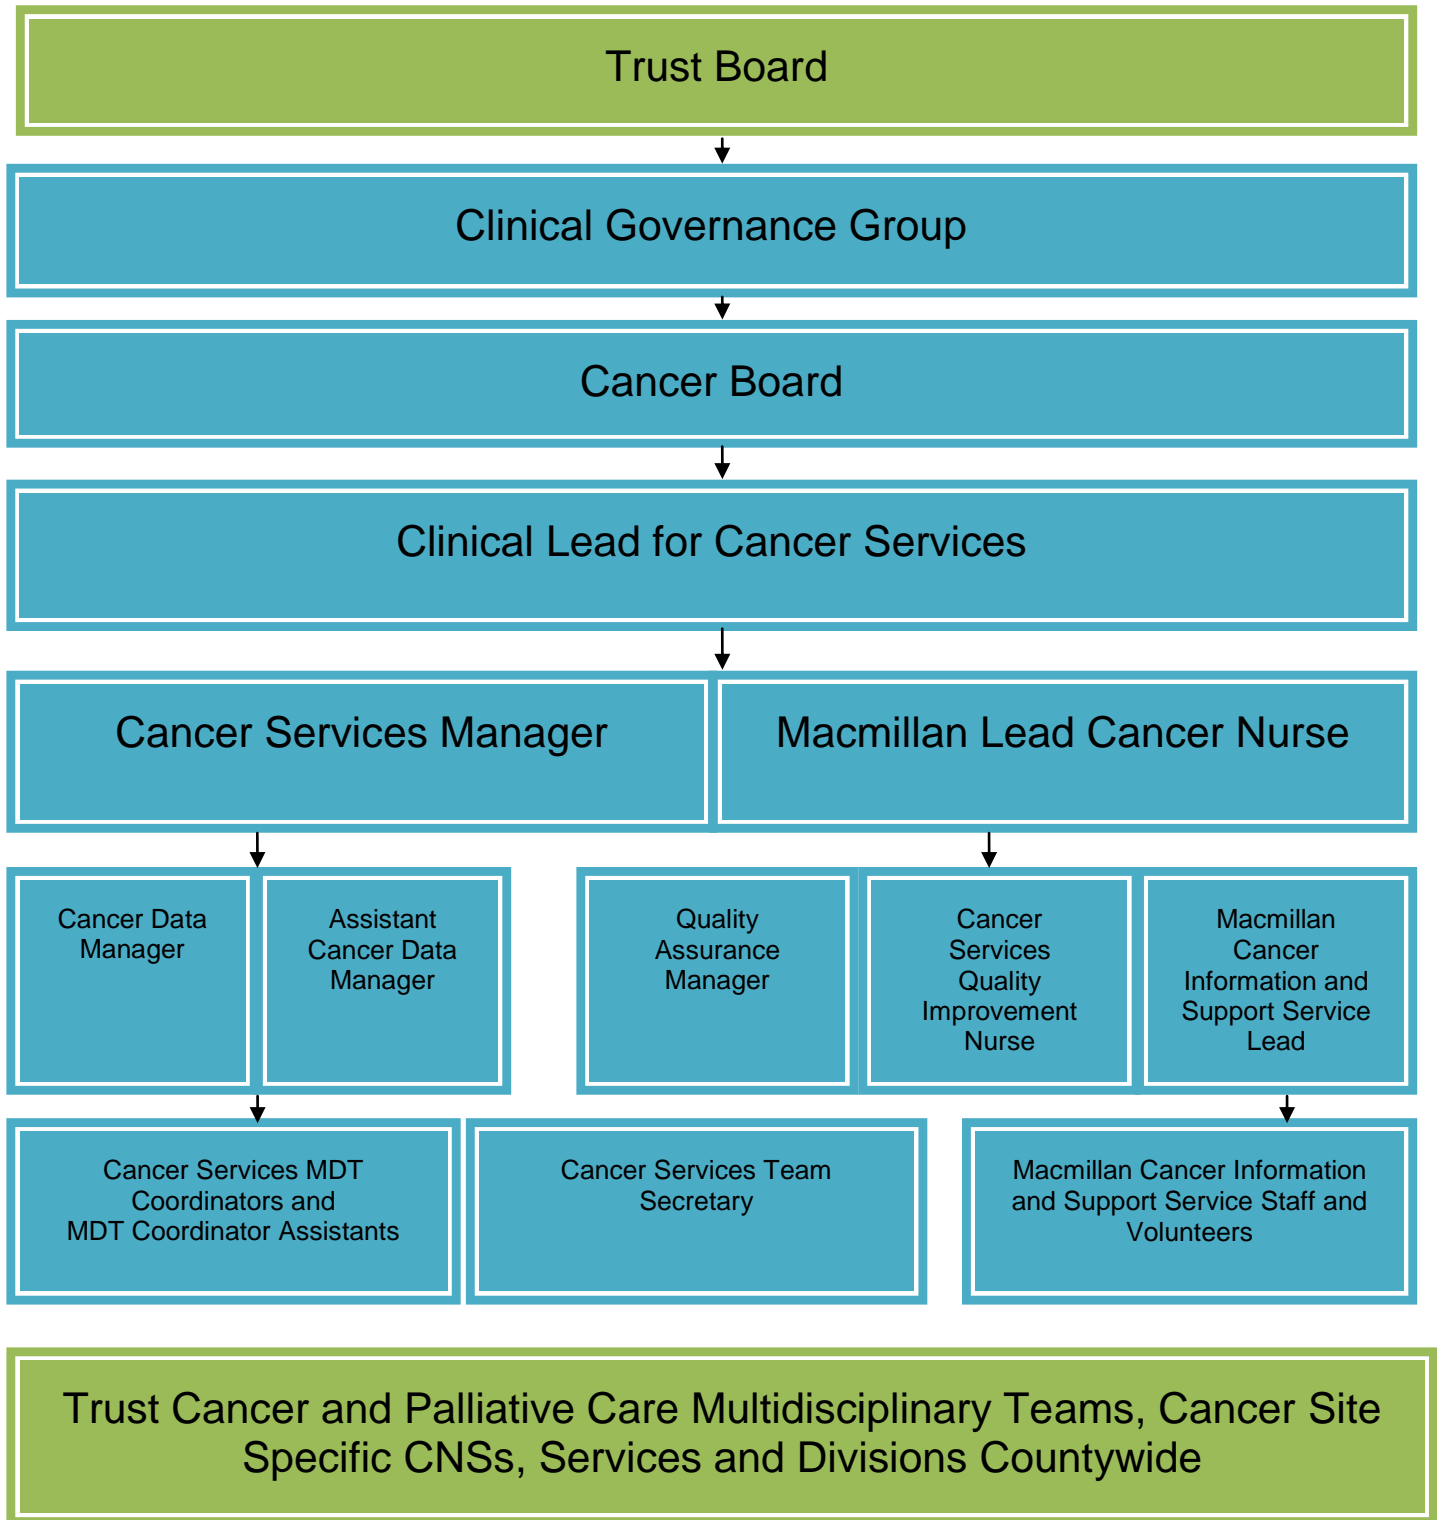 Trust Board
Clinical Governance Group
Cancer Board
Clinical Lead for Cancer Services
Cancer Services Manager
Macmillan Lead Cancer Nurse
Cancer Data
Manager
Assistant
Cancer Data
Manager
Quality
Assurance
Manager
Cancer
Services
Quality
Improvement
Nurse
Macmillan
Cancer
Information and
Support Service
Lead
Cancer Services MDT
Coordinators and
MDT Coordinator Assistants
Cancer Services Team
Secretary
Macmillan Cancer Information
and Support Service Staff and
Volunteers
Trust Cancer and Palliative Care Multidisciplinary Teams, Cancer Site
Specific CNSs, Services and Divisions Countywide